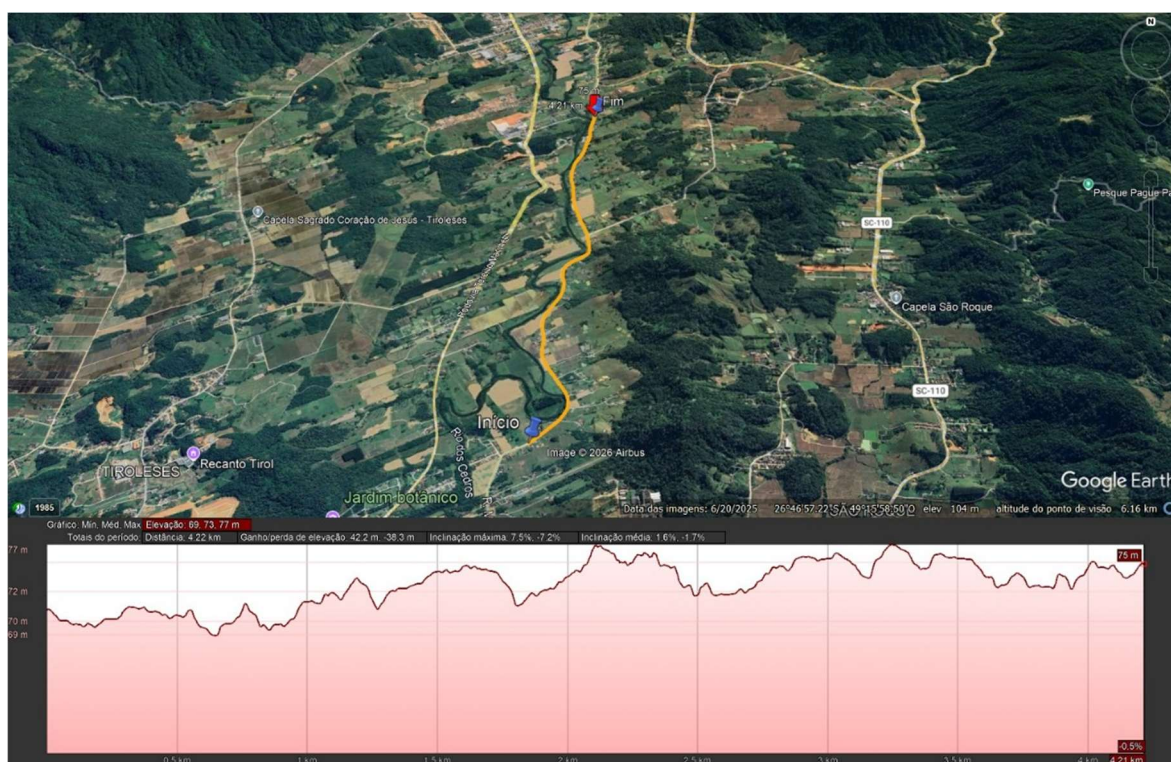 N
75 m
4.21 km
Fim
Capela Sagrado Coração de Jesus - Tiroleses
Pesque Pague Pa
SC-110
Capela São Roque
SC-110
Início
Image © 2026 Airbus
Rio dos Cedros
TIROLESES
Recanto Tirol
Jardim botânico
Google Earth
1985
Data das imagens: 6/20/2025 26°46'57.22"S 49°15'58.50"O elev 104 m altitude do ponto de visão 6.16 km
Gráfico: Mín, Méd, Máx Elevação: 69, 73, 77 m
Totais do período: Distância: 4.22 km Ganho/perda de elevação: 42.2 m, -38.3 m Inclinação máxima: 7.5%, -7.2% Inclinação média: 1.6%, -1.7%
77 m
75 m
72 m
70 m
69 m
-0.5%
0.5 km 1 km 1.5 km 2 km 2.5 km 3 km 3.5 km 4 km 4.21 km